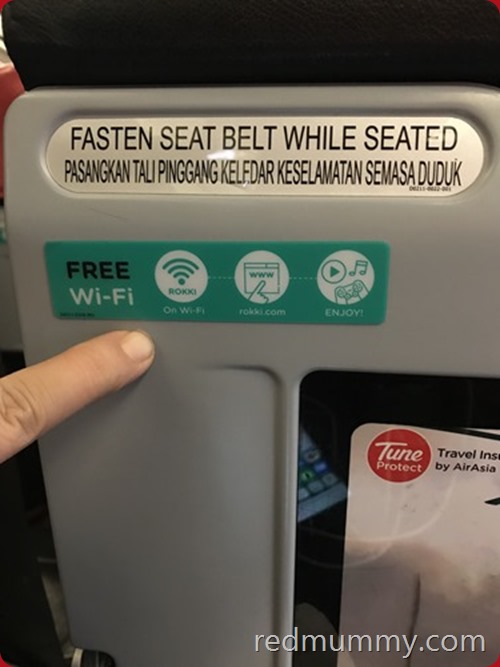 FASTEN SEAT BELT WHILE SEATED
PASANGKAN TALI PINGGANG KELEDAR KESELAMATAN SEMASA DUDUK
FREE
Wi-Fi
ROKKI
On Wi-Fi
www
rokki.com
ENJOY!
Tune
Protect
Travel Insu
by AirAsia
redmummy.com